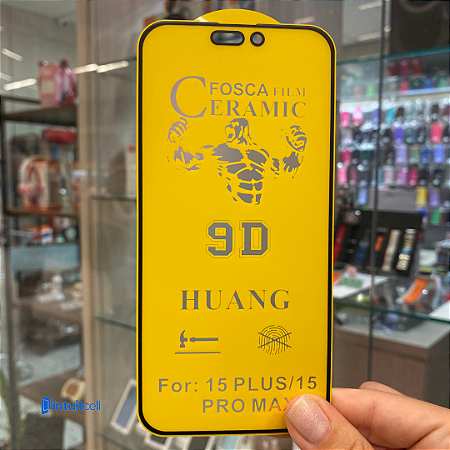 FOSCA FILM
CERAMIC
9D
HUANG
For: 15 PLUS/15
PRO MAX
intuitcell